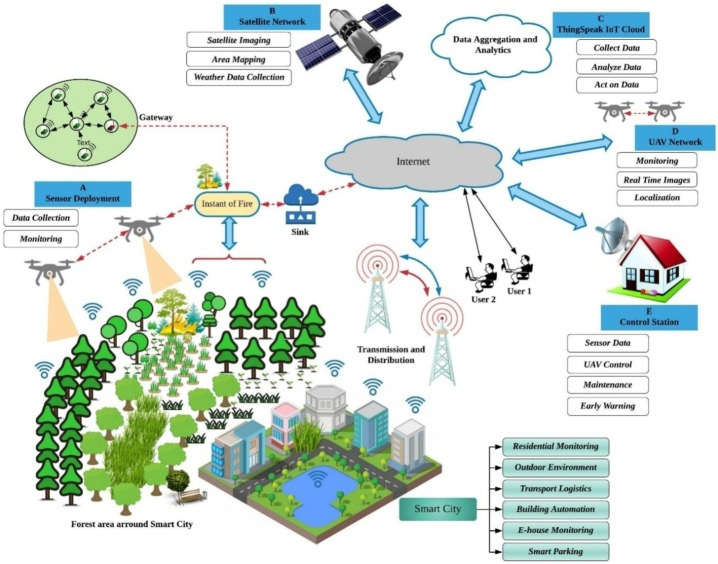 B
Satellite Network
Satellite Imaging
Area Mapping
Weather Data Collection
Data Aggregation and
Analytics
C
ThingSpeak IoT Cloud
Collect Data
Analyze Data
Act on Data
Gateway
Text
A
Sensor Deployment
Data Collection
Monitoring
Instant of Fire
Sink
Internet
D
UAV Network
Monitoring
Real Time Images
Localization
User 2
User 1
E
Control Station
Sensor Data
UAV Control
Maintenance
Early Warning
Transmission and
Distribution
Forest area arround Smart City
Smart City
Residential Monitoring
Outdoor Environment
Transport Logistics
Building Automation
E-house Monitoring
Smart Parking